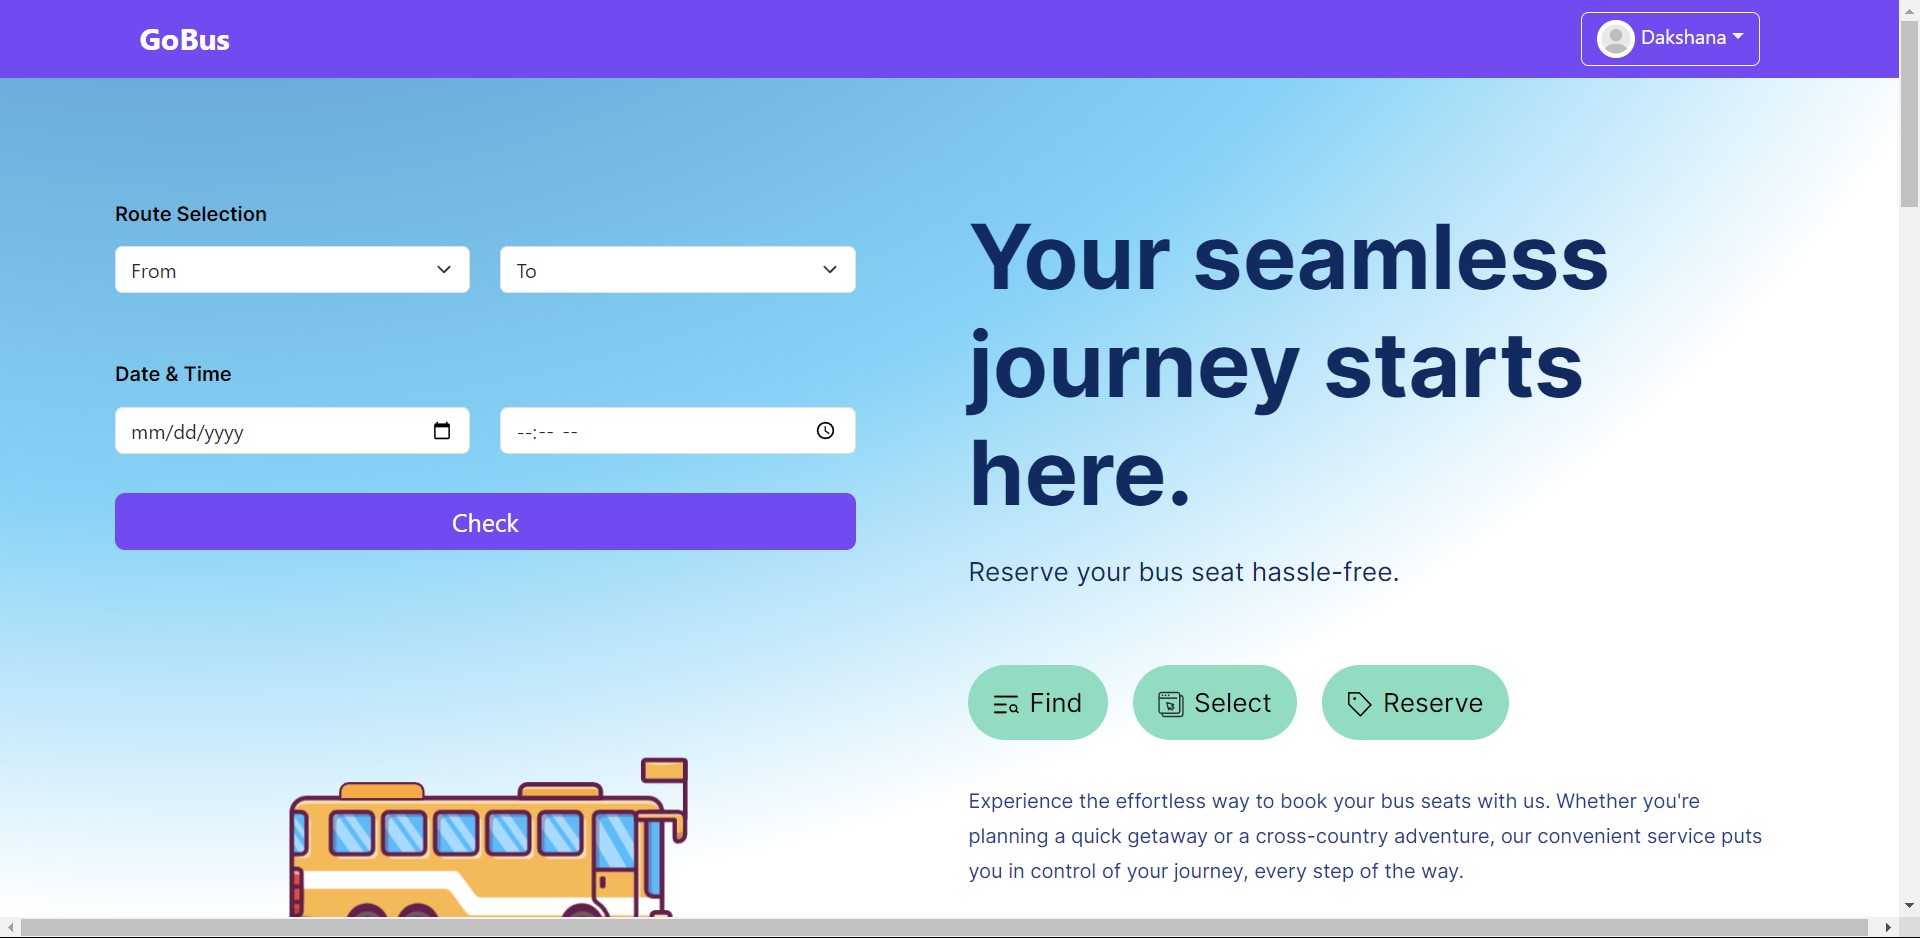 GoBus
Dakshana
Route Selection
From
To
Date & Time
mm/dd/yyyy
--:-- --
Check
Your seamless
journey starts
here.
Reserve your bus seat hassle-free.
Find
Select
Reserve
Experience the effortless way to book your bus seats with us. Whether you're
planning a quick getaway or a cross-country adventure, our convenient service puts
you in control of your journey, every step of the way.